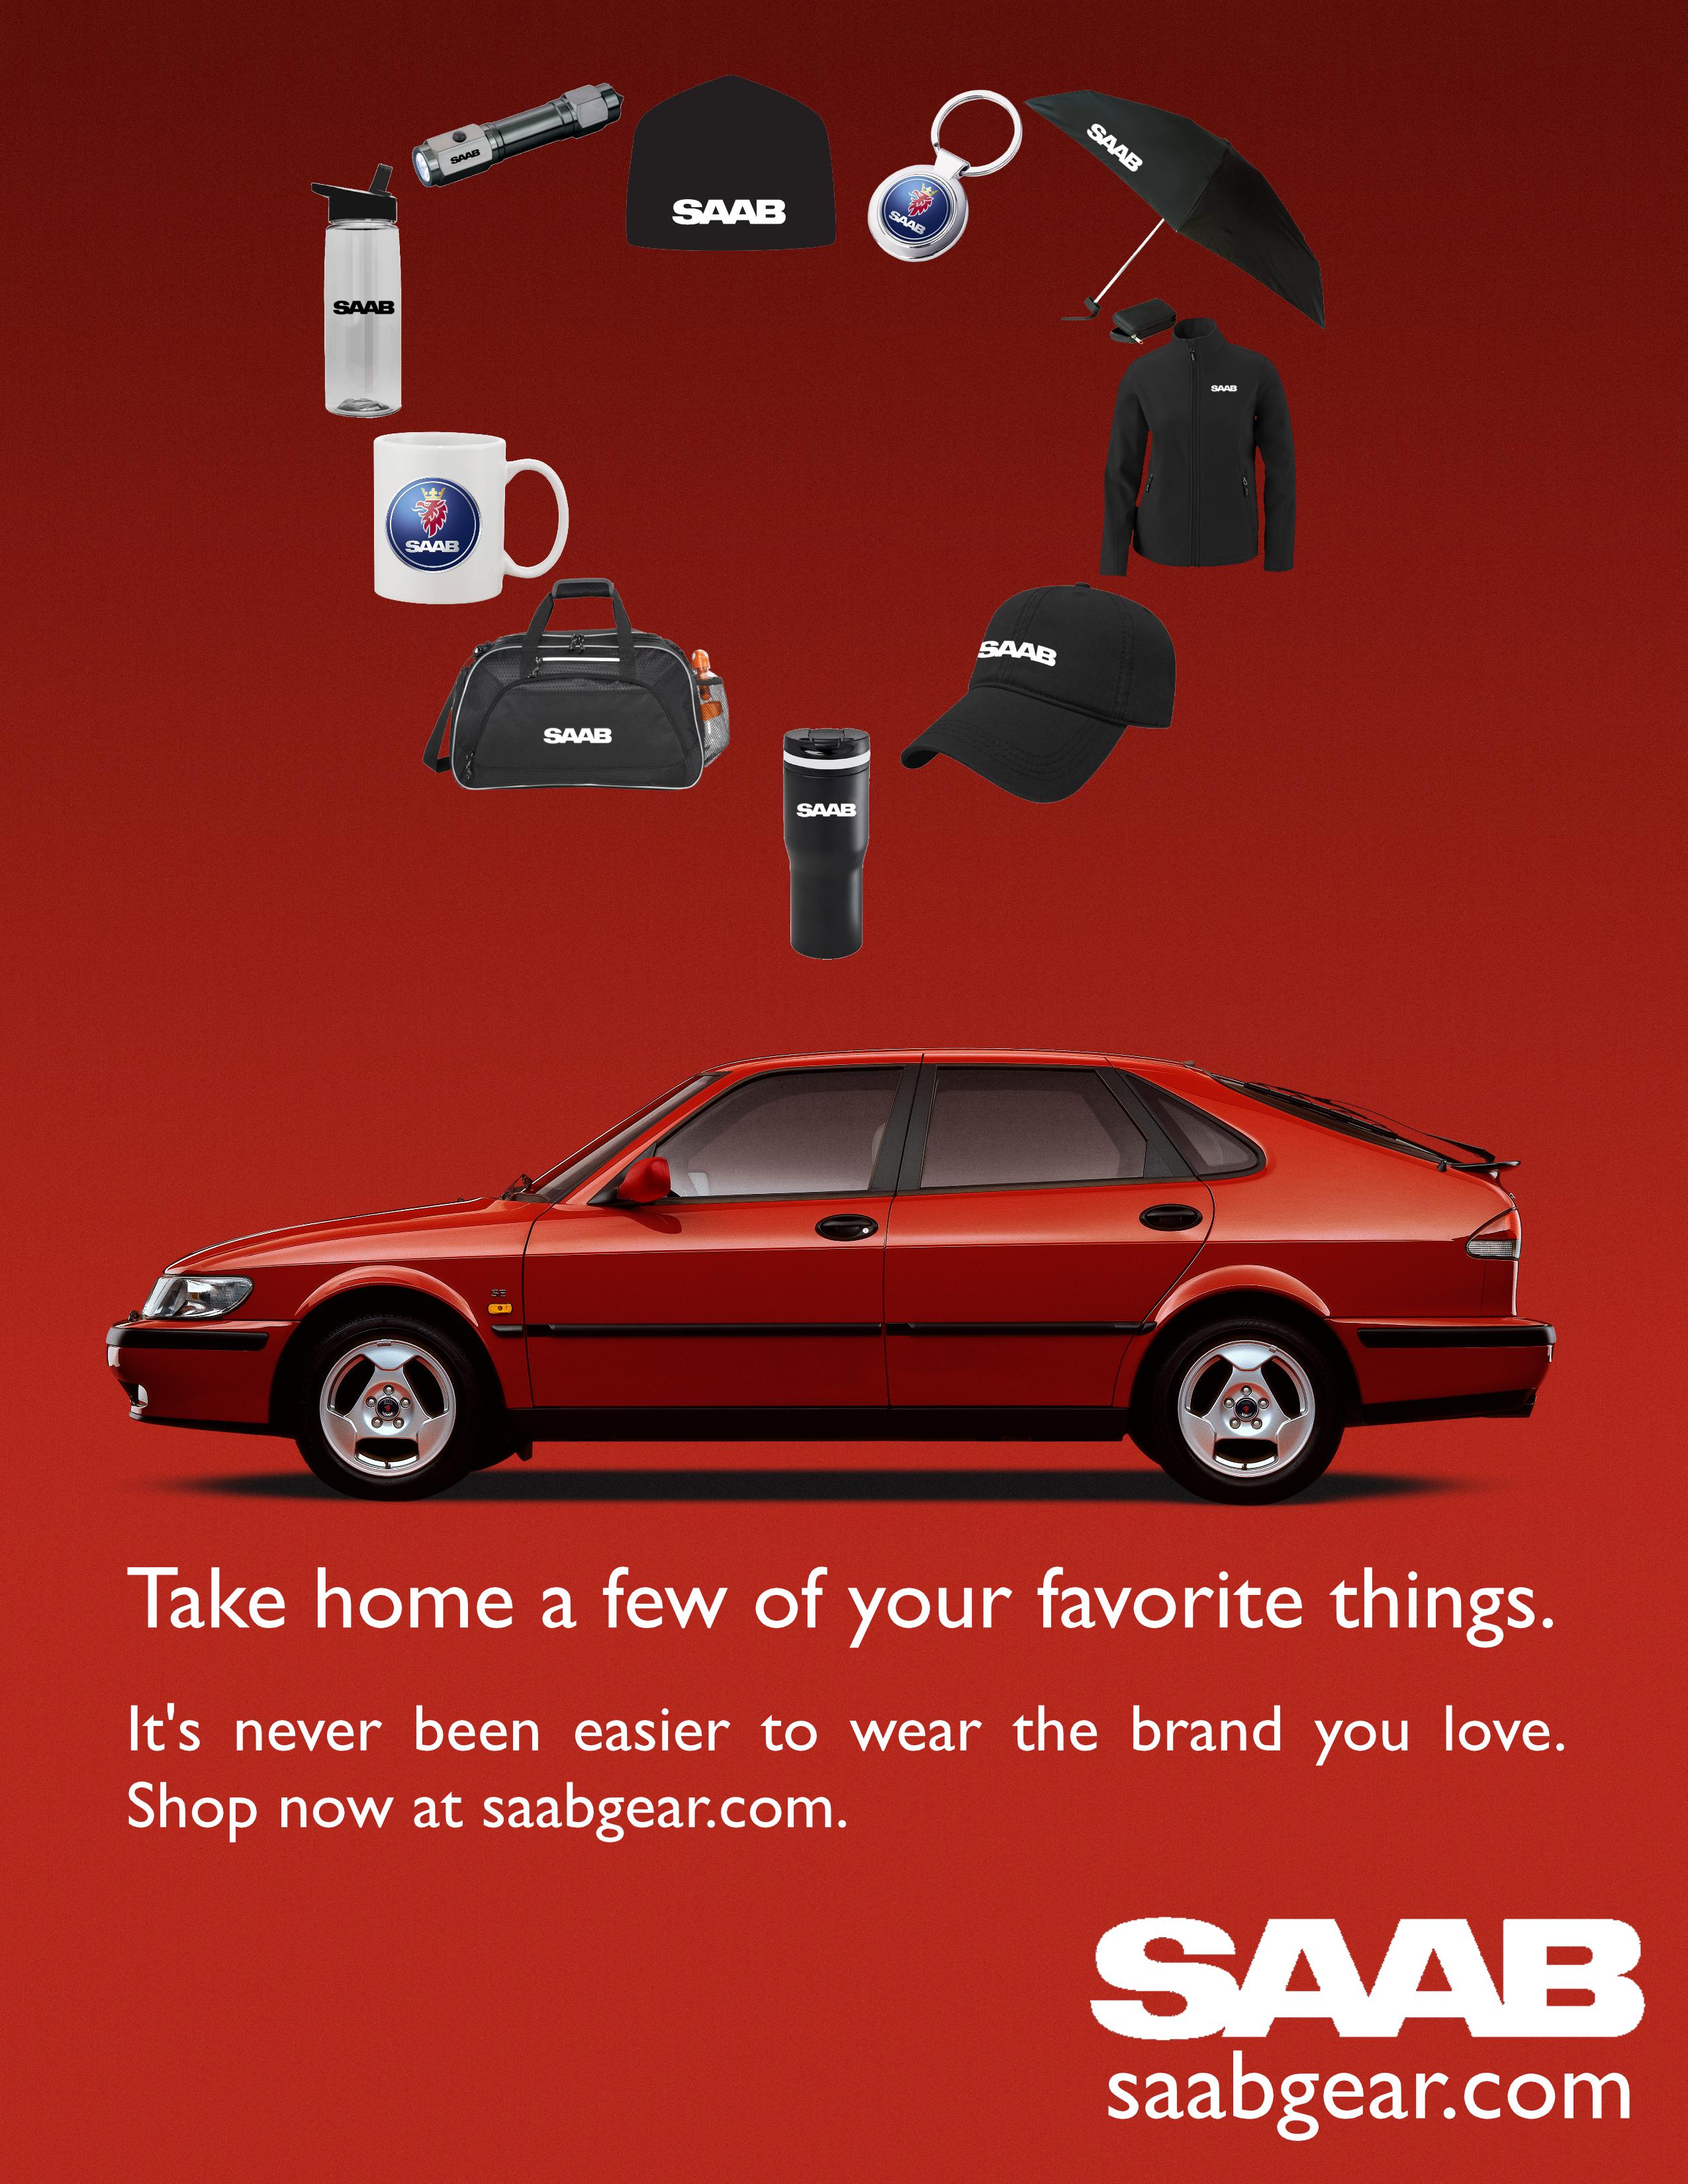 SAAB
SAAB
SAAB
SAAB
SAAB
SAAB
SAAB
SAAB
SAAB
SAAB
SE
Take home a few of your favorite things.
It's never been easier to wear the brand you love.
Shop now at saabgear.com.
SAAB
saabgear.com